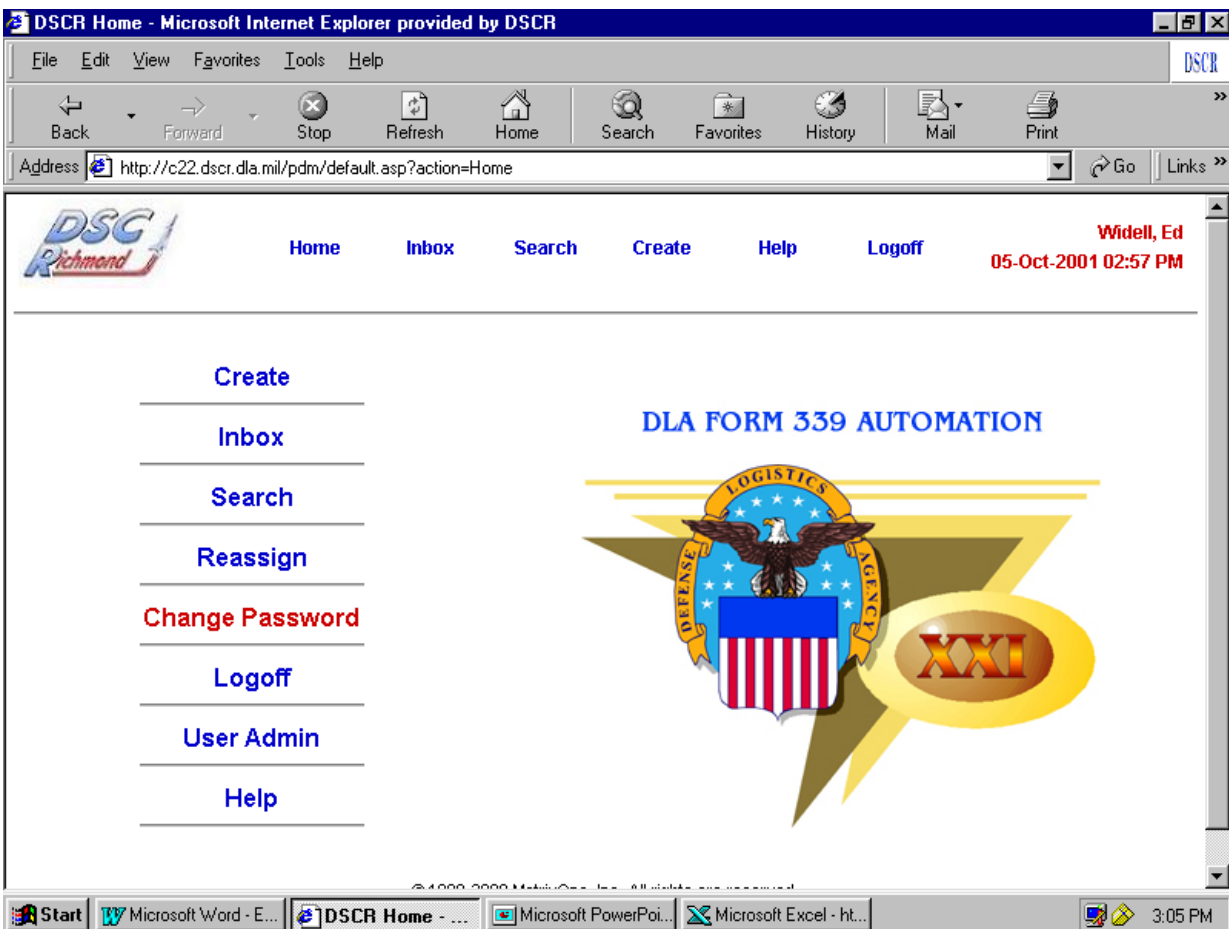 DSCR Home - Microsoft Internet Explorer provided by DSCR
File Edit View Favorites Tools Help DSCR
Back Forward Stop Refresh Home Search Favorites History Mail Print »
Address http://c22.dscr.dla.mil/pdm/default.asp?action=Home Go Links »
DSC Richmond
Home Inbox Search Create Help Logoff
Widell, Ed
05-Oct-2001 02:57 PM
Create
Inbox
Search
Reassign
Change Password
Logoff
User Admin
Help
DLA FORM 339 AUTOMATION
DEFENSE LOGISTICS AGENCY
XXI
Start Microsoft Word - E... DSCR Home - ... Microsoft PowerPoi... Microsoft Excel - ht... 3:05 PM